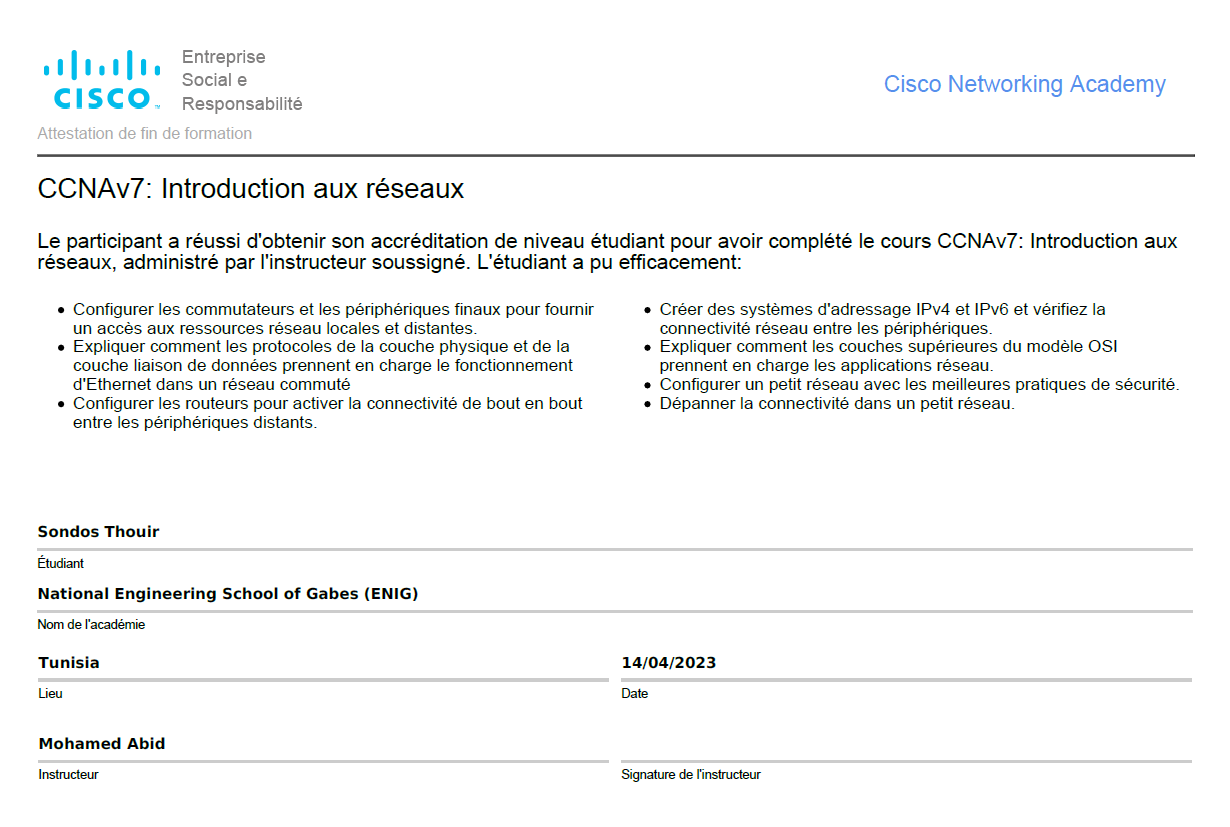 Entreprise
Social e
Responsabilité
CISCO™
Cisco Networking Academy
Attestation de fin de formation
CCNAv7: Introduction aux réseaux
Le participant a réussi d'obtenir son accréditation de niveau étudiant pour avoir complété le cours CCNAv7: Introduction aux
réseaux, administré par l'instructeur soussigné. L'étudiant a pu efficacement:
• Configurer les commutateurs et les périphériques finaux pour fournir
un accès aux ressources réseau locales et distantes.
• Expliquer comment les protocoles de la couche physique et de la
couche liaison de données prennent en charge le fonctionnement
d'Ethernet dans un réseau commuté
• Configurer les routeurs pour activer la connectivité de bout en bout
entre les périphériques distants.
• Créer des systèmes d'adressage IPv4 et IPv6 et vérifiez la
connectivité réseau entre les périphériques.
• Expliquer comment les couches supérieures du modèle OSI
prennent en charge les applications réseau.
• Configurer un petit réseau avec les meilleures pratiques de sécurité.
• Dépanner la connectivité dans un petit réseau.
Sondos Thouir
Étudiant
National Engineering School of Gabes (ENIG)
Nom de l'académie
Tunisia
Lieu
14/04/2023
Date
Mohamed Abid
Instructeur
Signature de l'instructeur